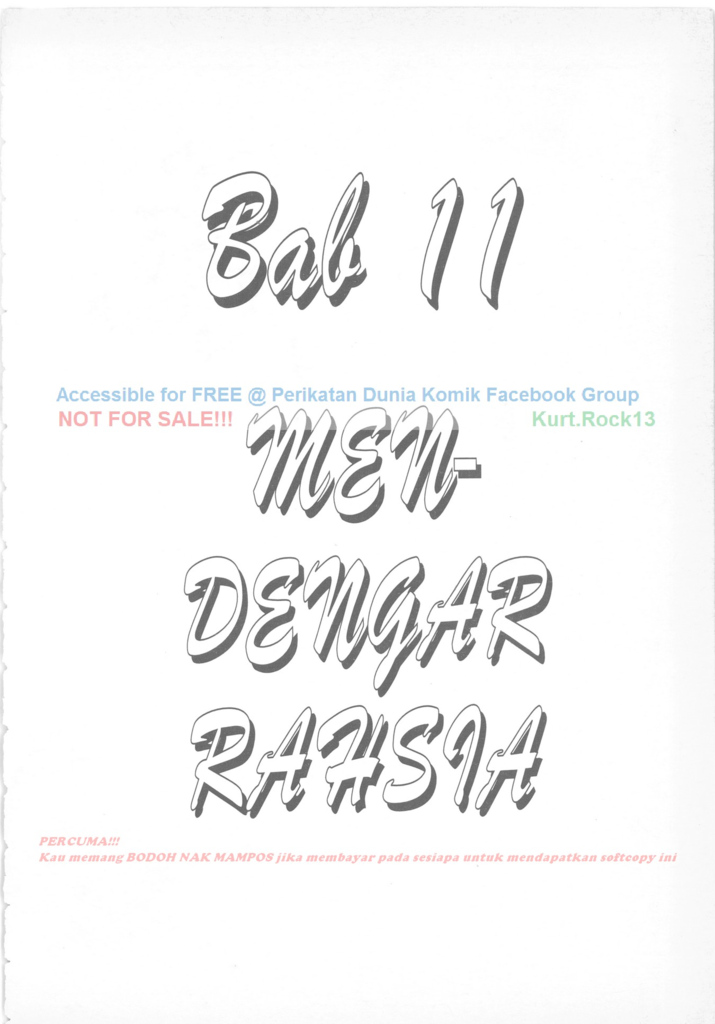 Bab 11
Accessible for FREE @ Perikatan Dunia Komik Facebook Group
NOT FOR SALE!!! Kurt.Rock13
MEN-
DENGAR
RAHSIA
PERCUMA!!!
Kau memang BODOH NAK MAMPOS jika membayar pada sesiapa untuk mendapatkan softcopy ini